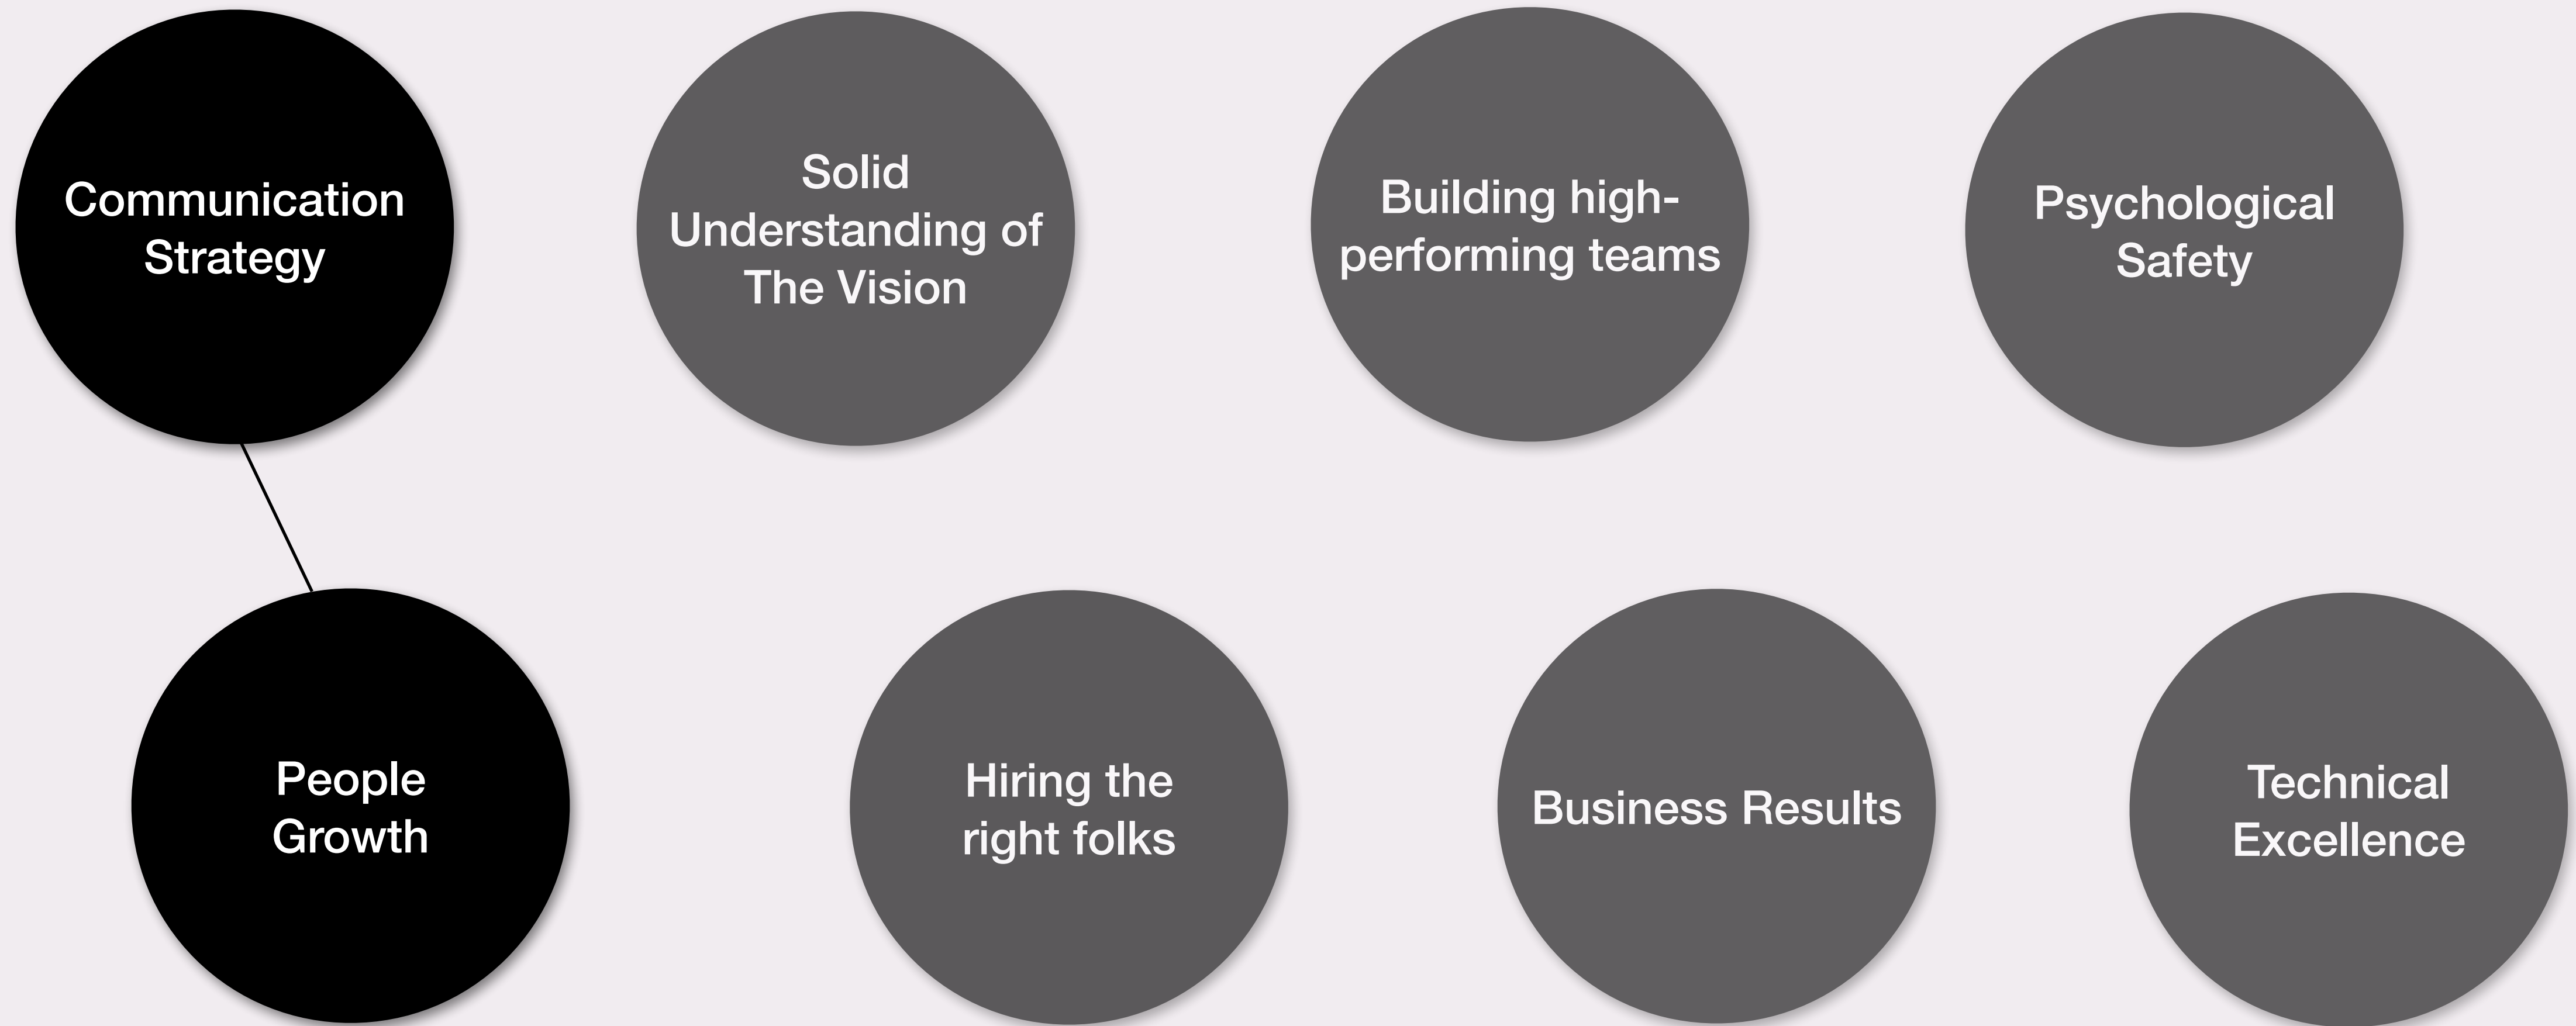 Communication
Strategy
Solid
Understanding of
The Vision
Building high-
performing teams
Psychological
Safety
People
Growth
Hiring the
right folks
Business Results
Technical
Excellence